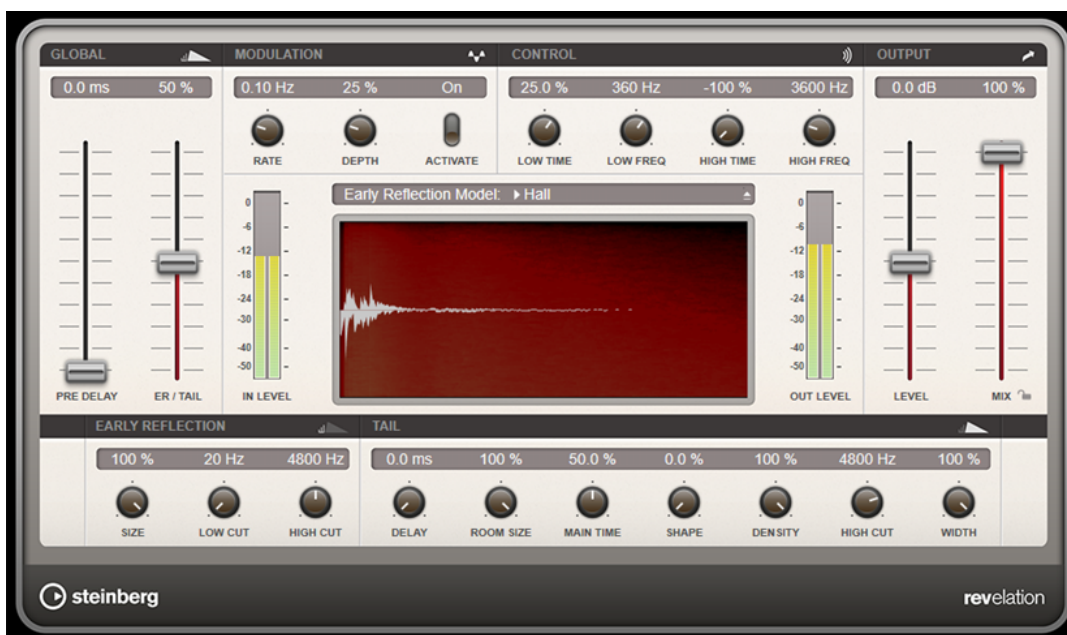 GLOBAL MODULATION CONTROL OUTPUT
0.0 ms 50 % 0.10 Hz 25 % On 25.0 % 360 Hz -100 % 3600 Hz 0.0 dB 100 %
RATE DEPTH ACTIVATE LOW TIME LOW FREQ HIGH TIME HIGH FREQ
Early Reflection Model: Hall
0 0
-6 -6
-12 -12
-18 -18
-24 -24
-30 -30
-40 -40
-50 -50
PRE DELAY ER / TAIL IN LEVEL OUT LEVEL LEVEL MIX
EARLY REFLECTION TAIL
100 % 20 Hz 4800 Hz 0.0 ms 100 % 50.0 % 0.0 % 100 % 4800 Hz 100 %
SIZE LOW CUT HIGH CUT DELAY ROOM SIZE MAIN TIME SHAPE DENSITY HIGH CUT WIDTH
steinberg revelation